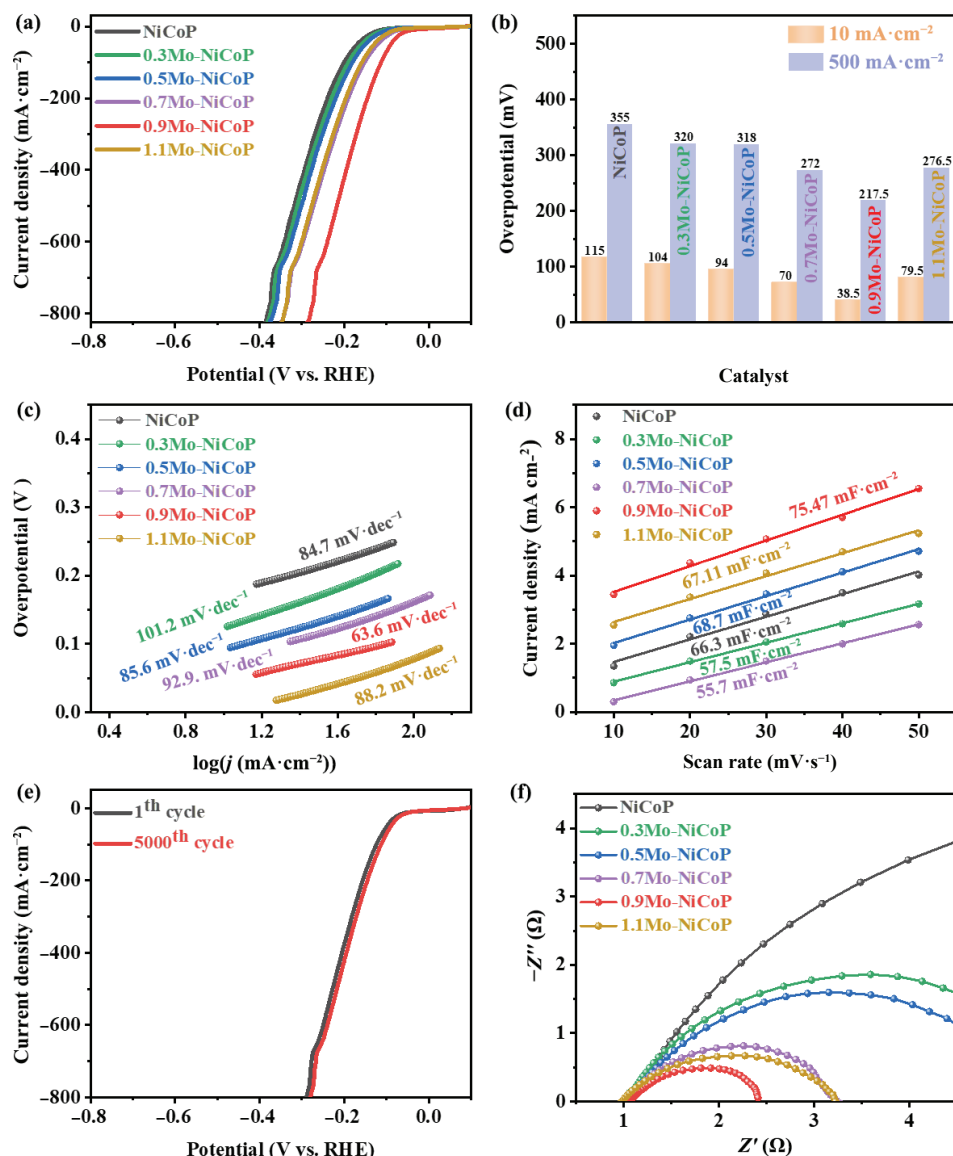 (a)
NiCoP
0.3Mo-NiCoP
0.5Mo-NiCoP
0.7Mo-NiCoP
0.9Mo-NiCoP
1.1Mo-NiCoP
Current density (mA·cm⁻²)
0
−200
−400
−600
−800
−0.8
−0.6
−0.4
−0.2
0.0
Potential (V vs. RHE)
(b)
10 mA·cm⁻²
500 mA·cm⁻²
Overpotential (mV)
500
400
300
200
100
0
115
355
NiCoP
104
320
0.3Mo-NiCoP
94
318
0.5Mo-NiCoP
70
272
0.7Mo-NiCoP
38.5
217.5
0.9Mo-NiCoP
79.5
276.5
1.1Mo-NiCoP
Catalyst
(c)
NiCoP
0.3Mo-NiCoP
0.5Mo-NiCoP
0.7Mo-NiCoP
0.9Mo-NiCoP
1.1Mo-NiCoP
Overpotential (V )
0.4
0.3
0.2
0.1
0.0
84.7 mV·dec⁻¹
101.2 mV·dec⁻¹
85.6 mV·dec⁻¹
92.9. mV·dec⁻¹
63.6 mV·dec⁻¹
88.2 mV·dec⁻¹
0.4
0.8
1.2
1.6
2.0
log(j (mA·cm⁻²))
(d)
NiCoP
0.3Mo-NiCoP
0.5Mo-NiCoP
0.7Mo-NiCoP
0.9Mo-NiCoP
1.1Mo-NiCoP
Current density (mA cm-²)
8
6
4
2
0
75.47 mF·cm⁻²
67.11 mF·cm⁻²
68.7 mF·cm⁻²
66.3 mF·cm⁻²
57.5 mF·cm⁻²
55.7 mF·cm⁻²
10
20
30
40
50
Scan rate (mV·s⁻¹)
(e)
1th cycle
5000th cycle
Current density (mA·cm⁻²)
0
−200
−400
−600
−800
−0.8
−0.6
−0.4
−0.2
0.0
Potential (V vs. RHE)
(f)
NiCoP
0.3Mo-NiCoP
0.5Mo-NiCoP
0.7Mo-NiCoP
0.9Mo-NiCoP
1.1Mo-NiCoP
−Z″ (Ω)
−4
−3
−2
−1
0
1
2
3
4
Z′ (Ω)